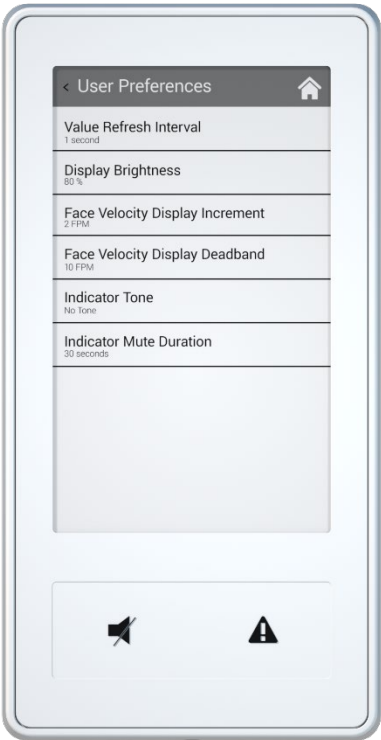 < User Preferences
Value Refresh Interval
1 second
Display Brightness
80 %
Face Velocity Display Increment
2 FPM
Face Velocity Display Deadband
10 FPM
Indicator Tone
No Tone
Indicator Mute Duration
30 seconds